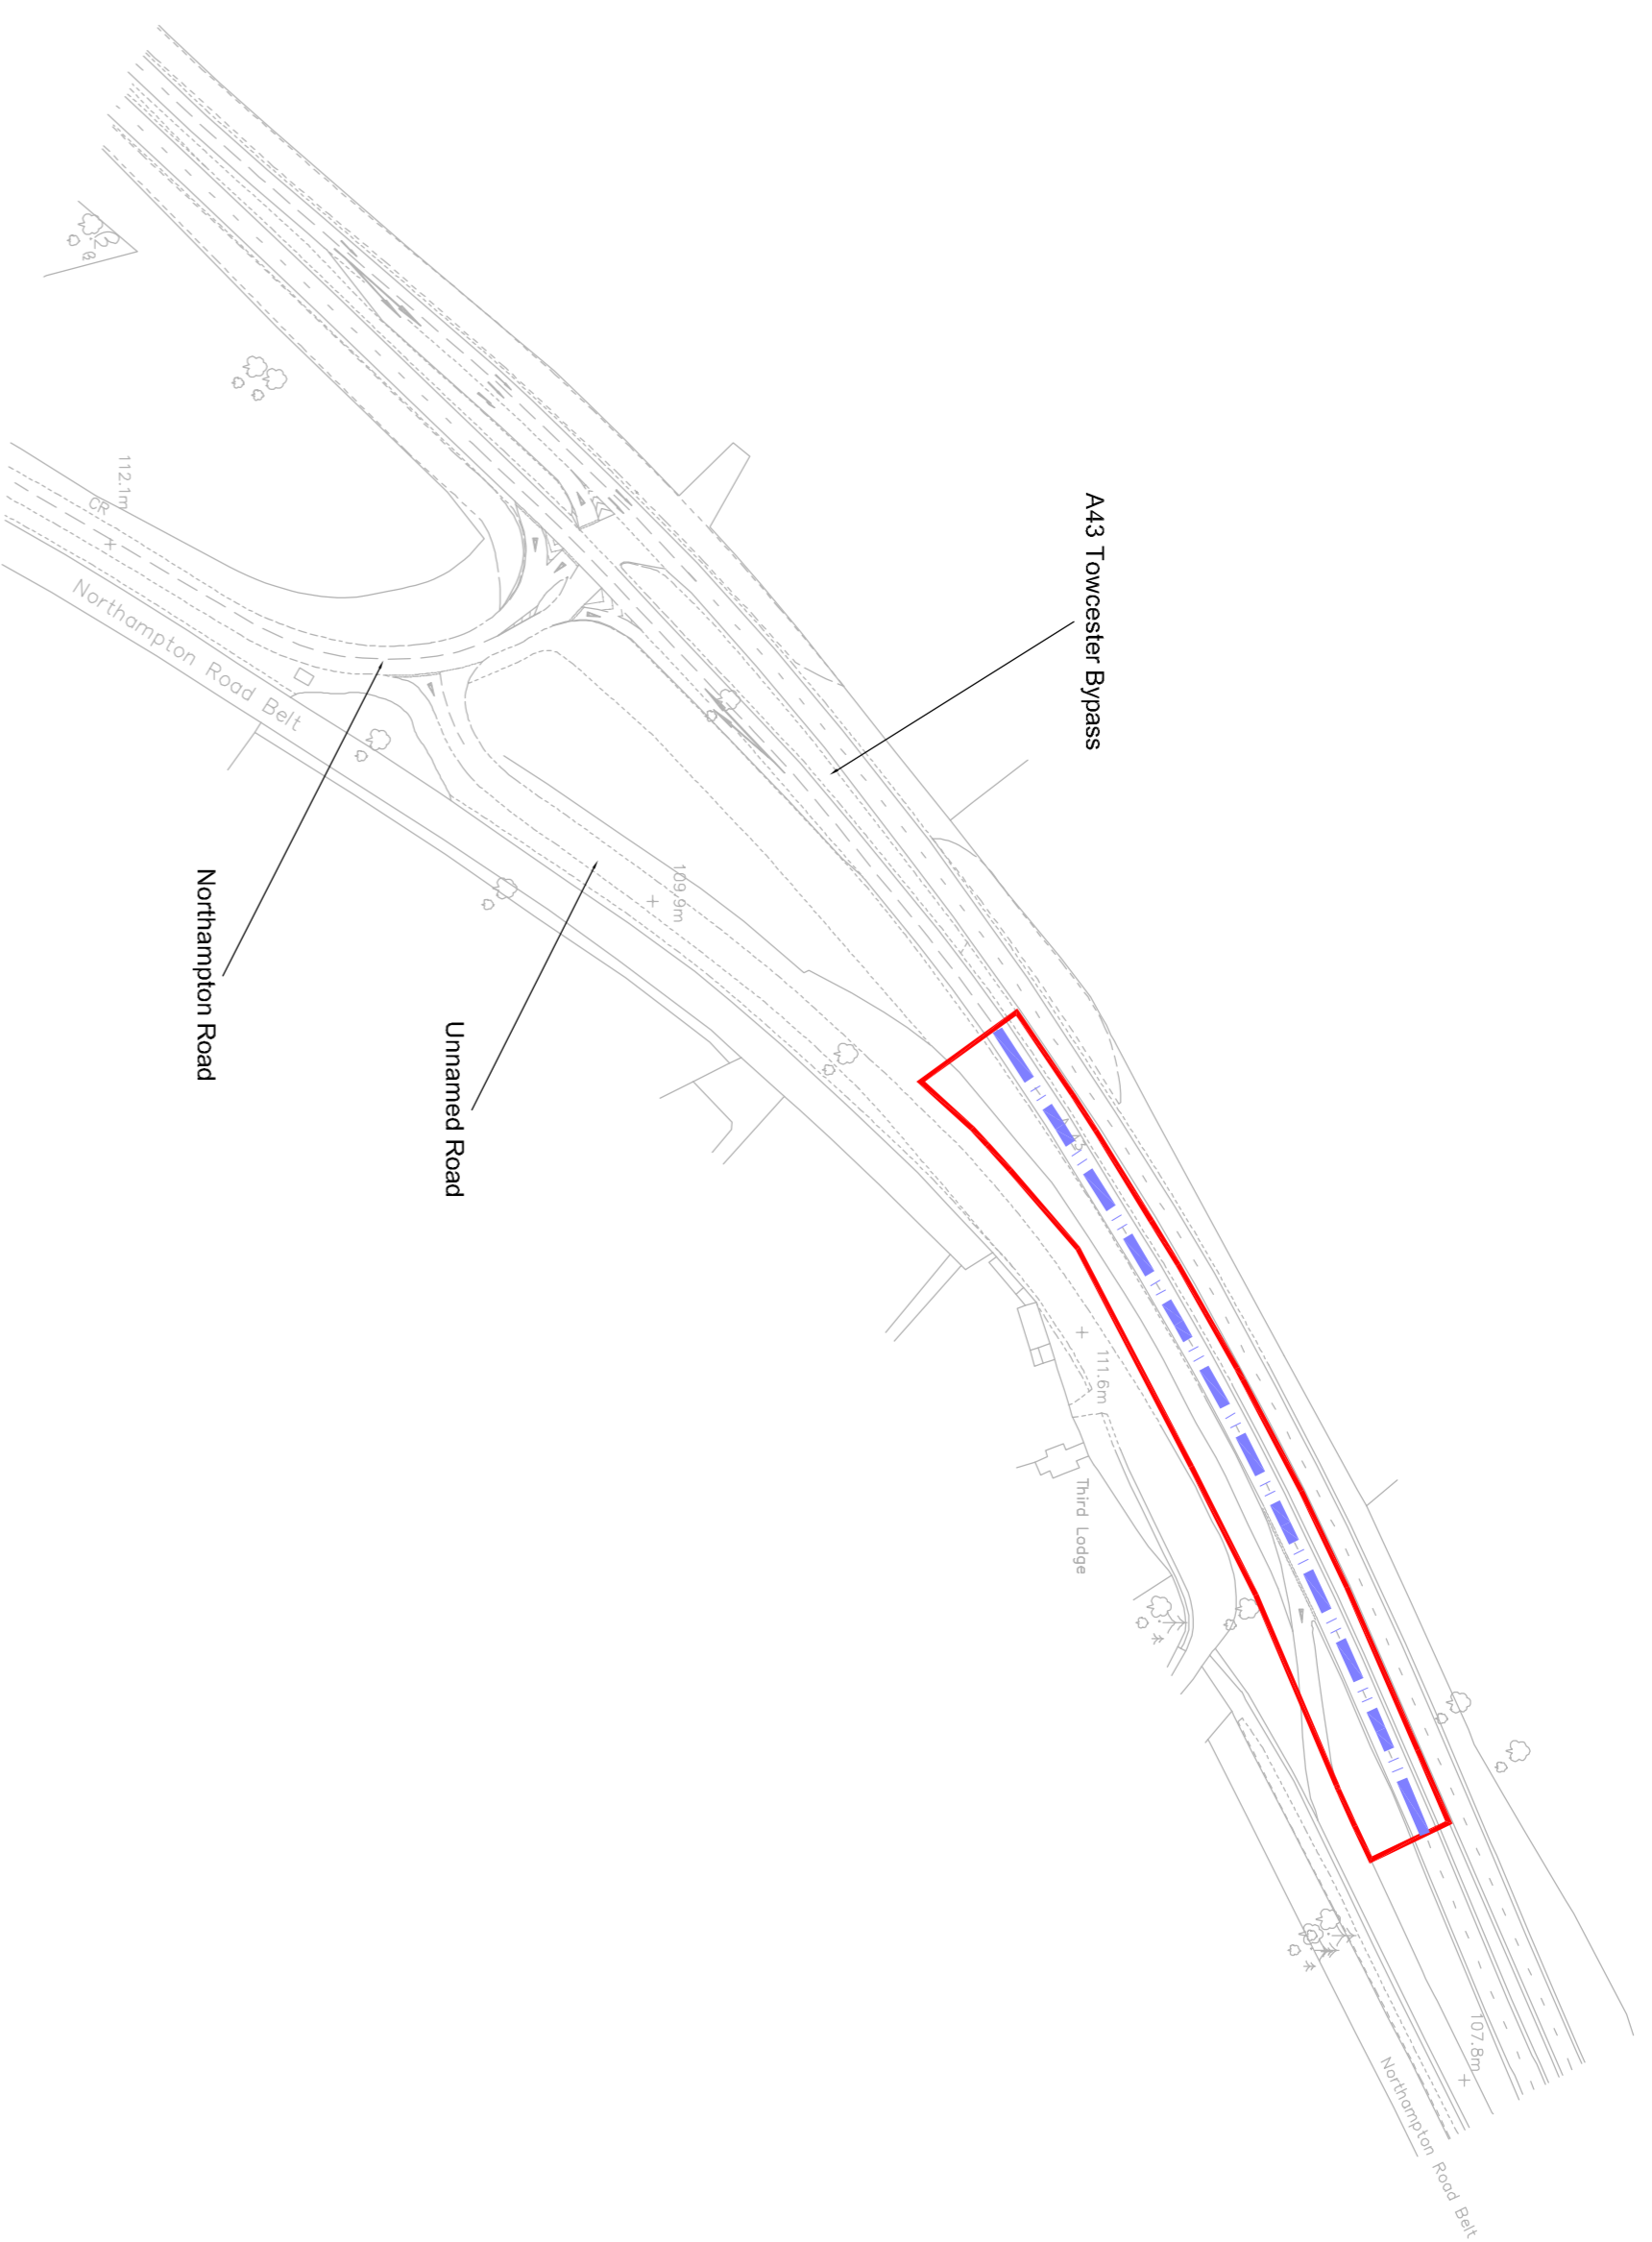 A43 Towcester Bypass
112.1m
CR
Northampton Road Belt
109.9m
Northampton Road
Unnamed Road
A 43
111.6m
Third Lodge
107.8m
Northampton Road Belt